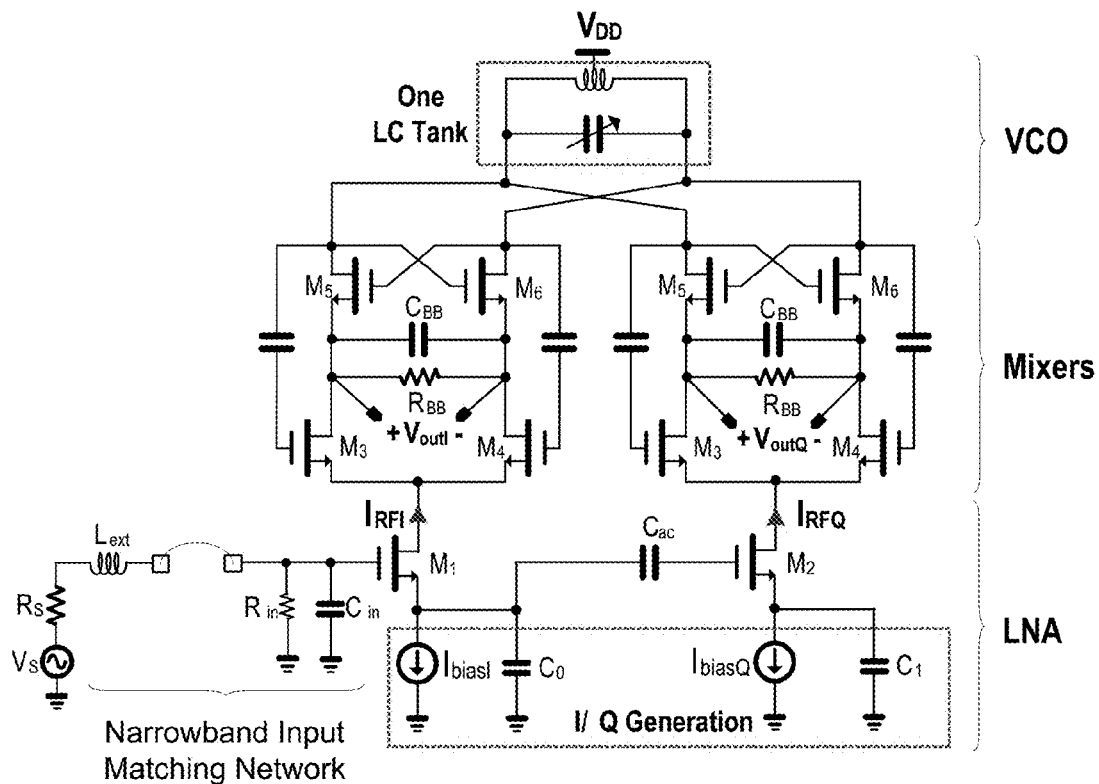 VDD
One
LC Tank
VCO
M5
M6
M5
M6
CBB
CBB
Mixers
RBB
RBB
+ VoutI -
+ VoutQ -
M3
M4
M3
M4
IRFI
IRFQ
Lext
Cac
M1
M2
RS
R in
C in
LNA
VS
IbiasI
C0
IbiasQ
C1
I/ Q Generation
Narrowband Input
Matching Network